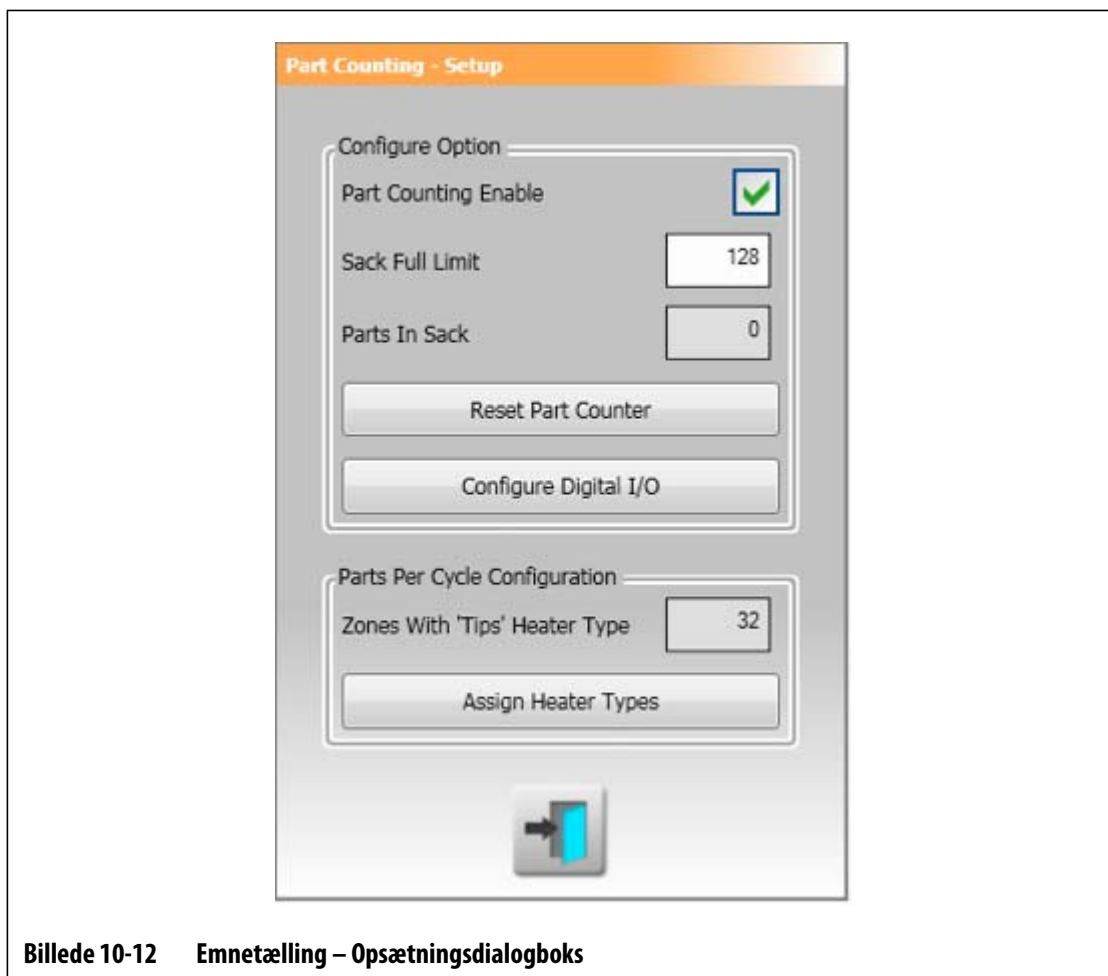 Part Counting - Setup
Configure Option
Part Counting Enable
Sack Full Limit 128
Parts In Sack 0
Reset Part Counter
Configure Digital I/O
Parts Per Cycle Configuration
Zones With 'Tips' Heater Type 32
Assign Heater Types
Billede 10-12 Emnetælling – Opsætningsdialogboks